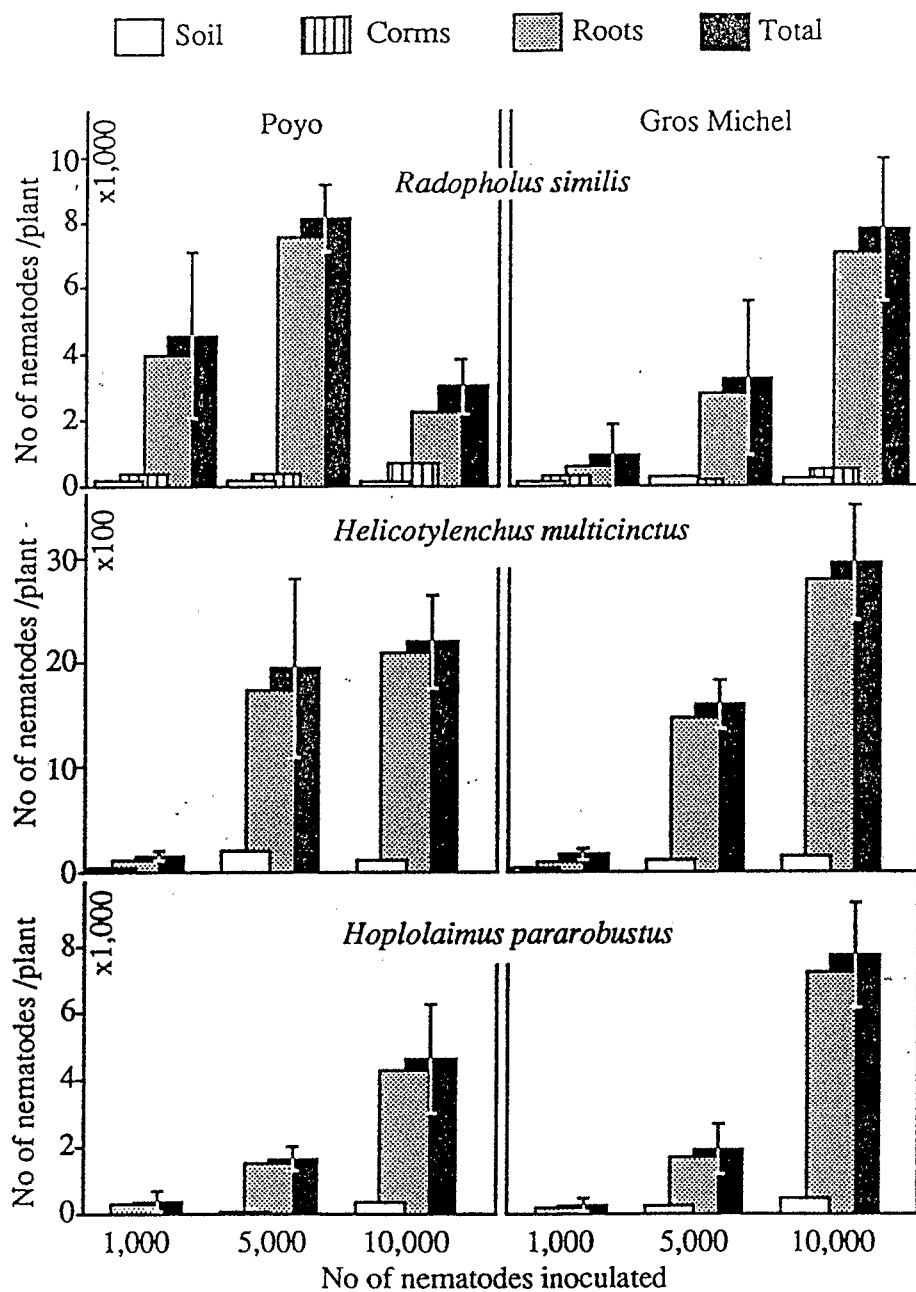 Soil Corms Roots Total
Poyo Gros Michel
Radopholus similis
No of nematodes /plant
x1,000
10
8
6
4
2
0
Helicotylenchus multicinctus
No of nematodes /plant
x100
30
20
10
0
Hoplolaimus pararobustus
No of nematodes /plant
x1,000
8
6
4
2
0
1,000 5,000 10,000 1,000 5,000 10,000
No of nematodes inoculated